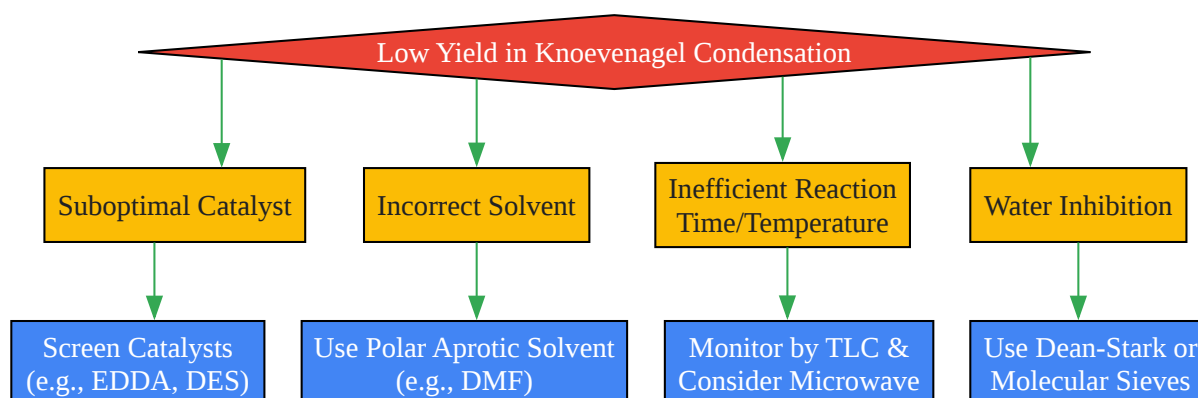 Low Yield in Knoevenagel Condensation
Suboptimal Catalyst
Incorrect Solvent
Inefficient Reaction
Time/Temperature
Water Inhibition
Screen Catalysts
(e.g., EDDA, DES)
Use Polar Aprotic Solvent
(e.g., DMF)
Monitor by TLC &
Consider Microwave
Use Dean-Stark or
Molecular Sieves